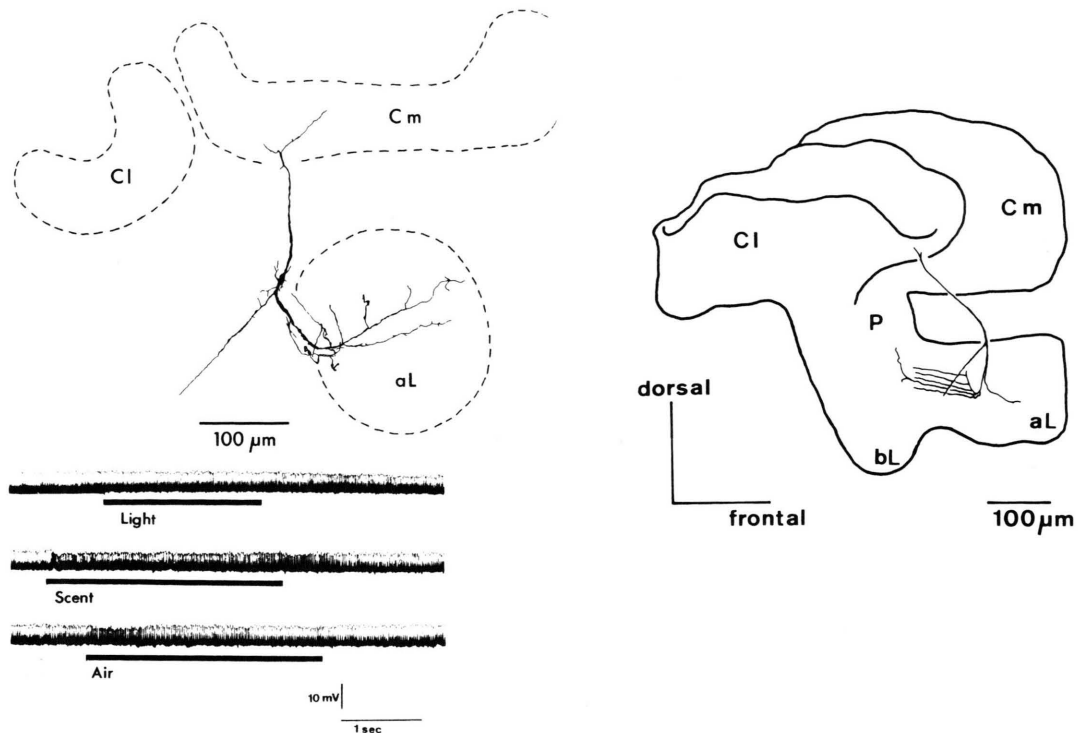 Cm
Cl
aL
100 µm
Light
Scent
Air
10 mV
1 sec
Cm
Cl
P
dorsal
aL
bL
frontal
100µm